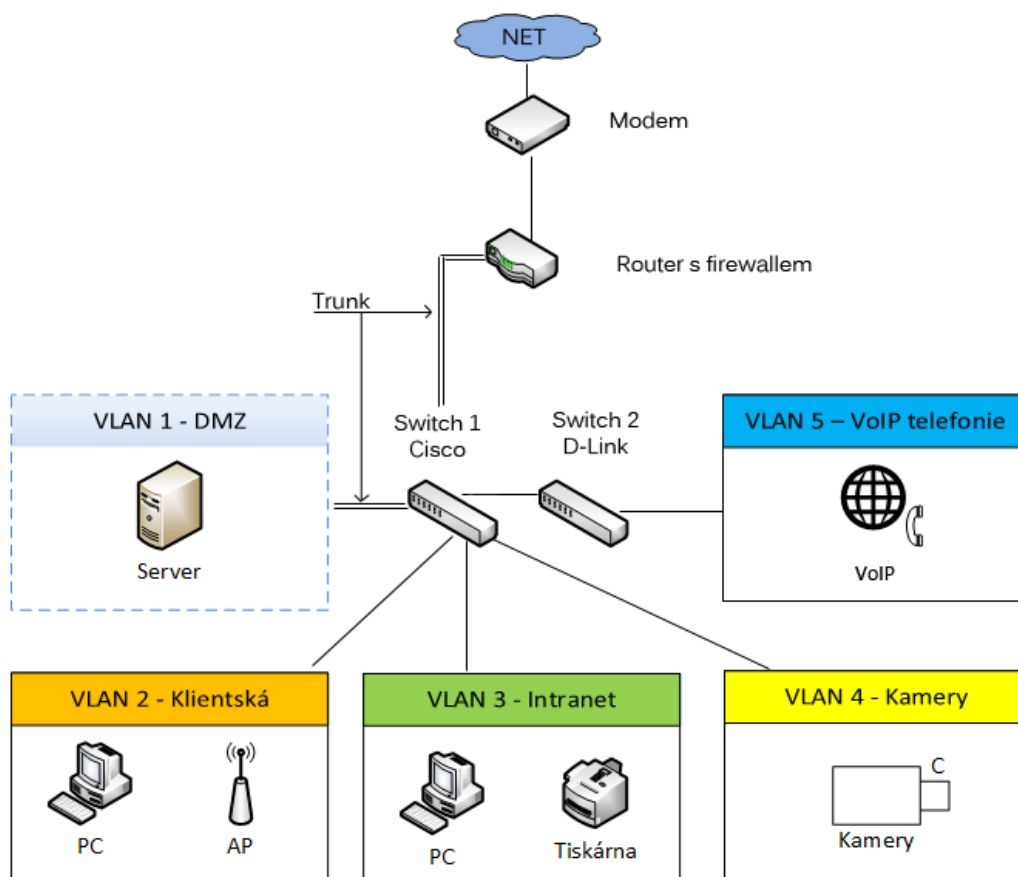 NET
Modem
Router s firewallem
Trunk
VLAN 1 - DMZ
Server
Switch 1
Cisco
Switch 2
D-Link
VLAN 5 – VoIP telefonie
VoIP
VLAN 2 - Klientská
PC
AP
VLAN 3 - Intranet
PC
Tiskárna
VLAN 4 - Kamery
C
Kamery